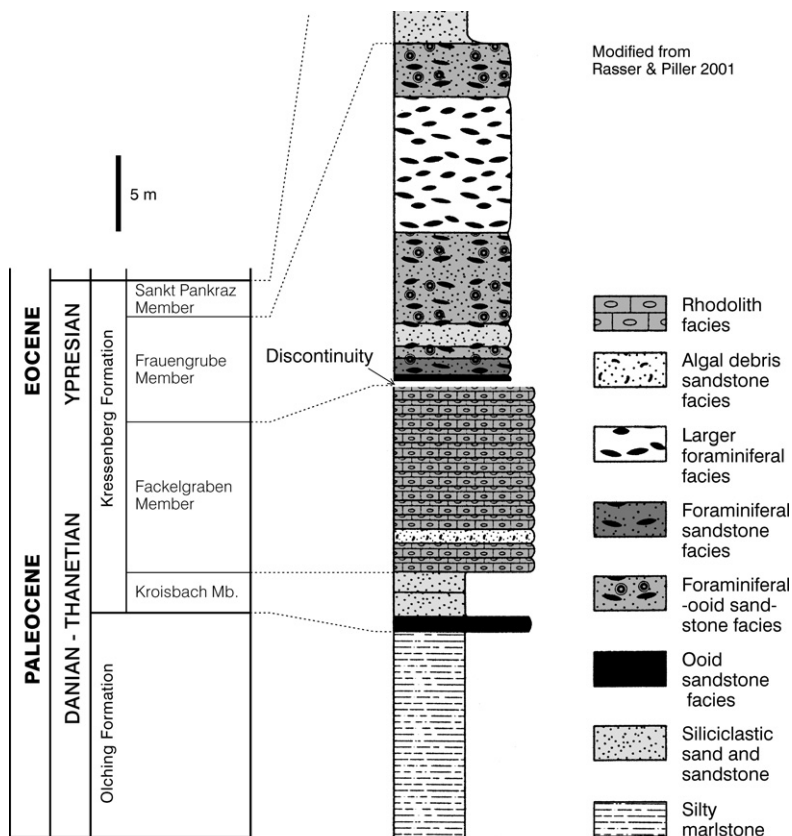 Modified from
Rasser & Piller 2001
5 m
EOCENE
PALEOCENE
YPRESIAN
DANIAN - THANETIAN
Kressenberg Formation
Olching Formation
Sankt Pankraz
Member
Frauengrube
Member
Fackelgraben
Member
Kroisbach Mb.
Discontinuity
Rhodolith
facies
Algal debris
sandstone
facies
Larger
foraminiferal
facies
Foraminiferal
sandstone
facies
Foraminiferal
-ooid sand-
stone facies
Ooid
sandstone
facies
Siliciclastic
sand and
sandstone
Silty
marlstone